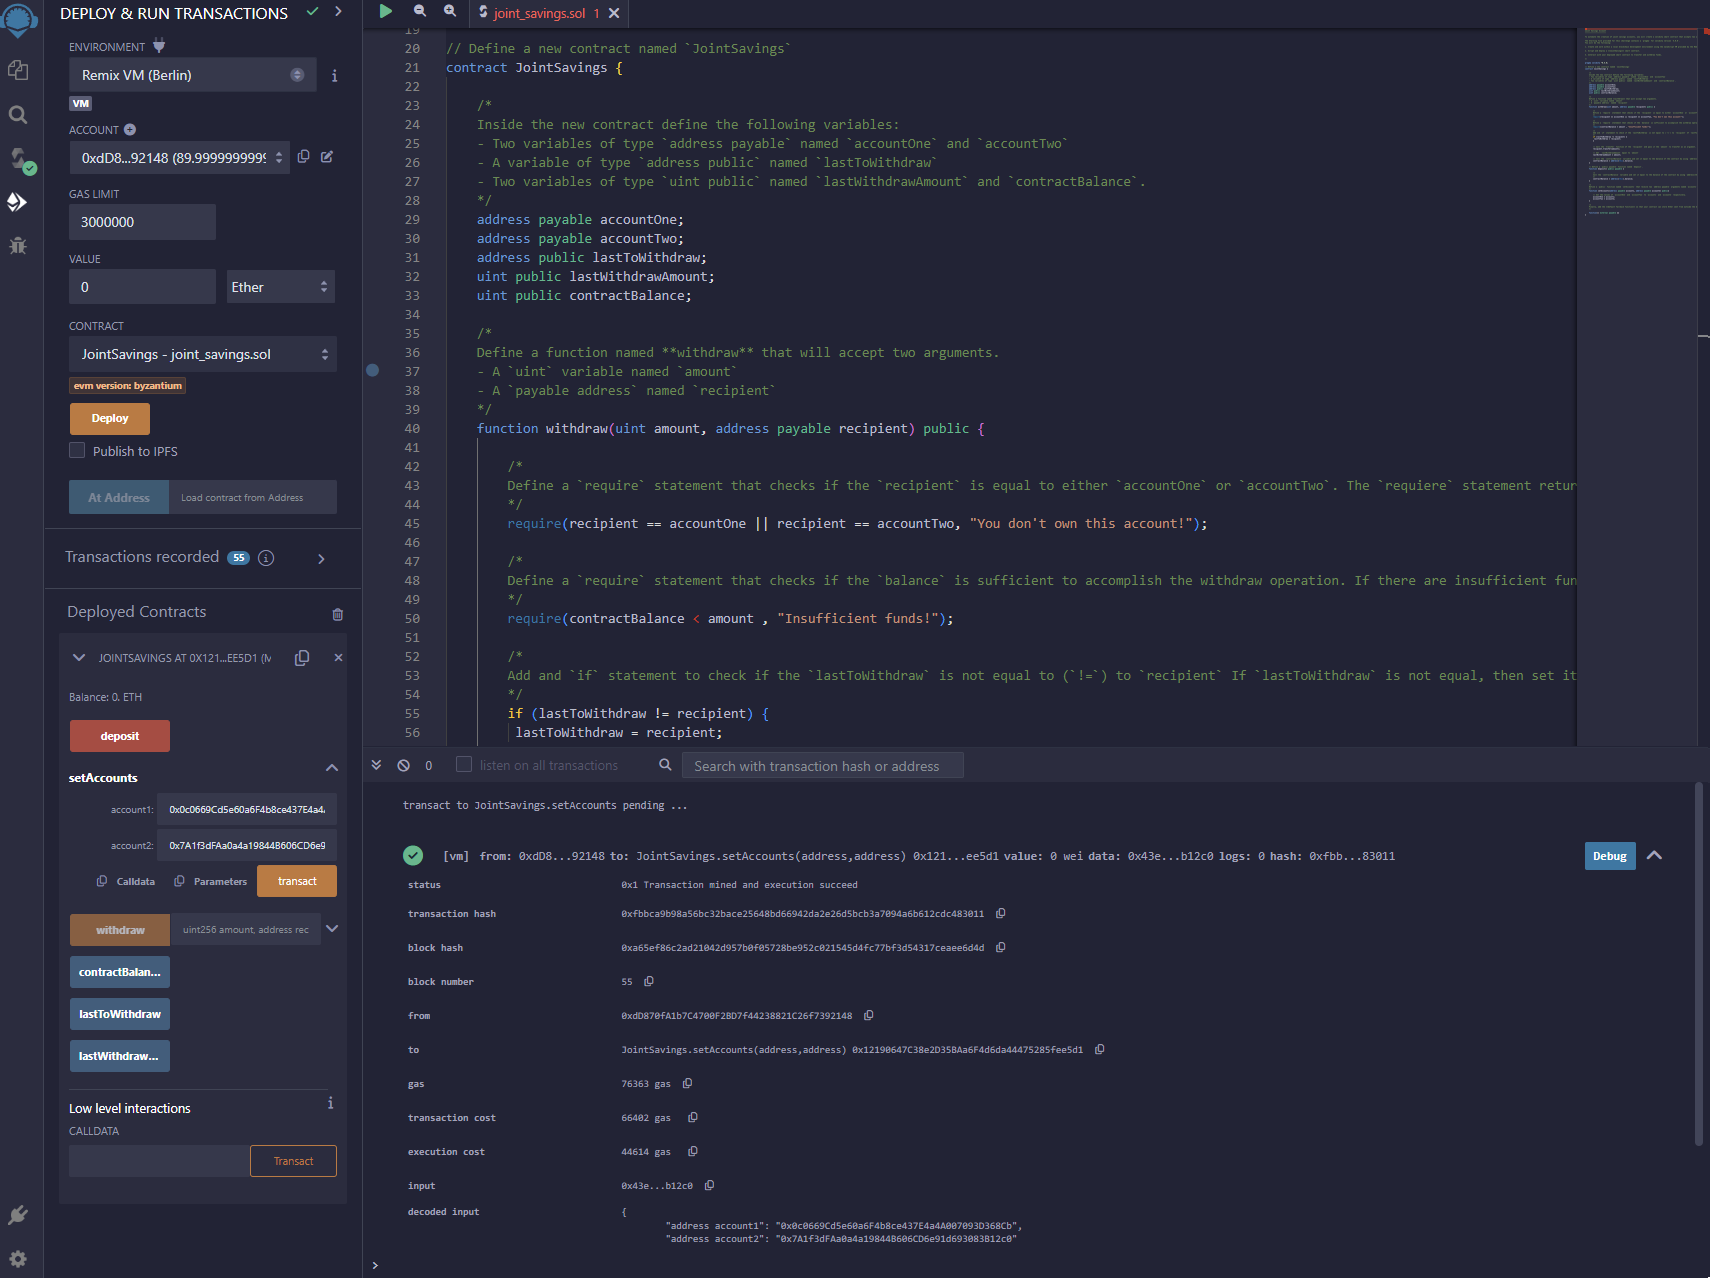 DEPLOY & RUN TRANSACTIONS
ENVIRONMENT
Remix VM (Berlin)
VM
ACCOUNT
0xdD8...92148 (89.9999999999
GAS LIMIT
3000000
VALUE
0
Ether
CONTRACT
JointSavings - joint_savings.sol
evm version: byzantium
Deploy
Publish to IPFS
At Address
Load contract from Address
Transactions recorded 55
Deployed Contracts
JOINTSAVINGS AT 0X121...EE5D1 (M
Balance: 0. ETH
deposit
setAccounts
account1: 0x0c0669Cd5e60a6F4b8ce437E4a4
account2: 0x7A1f3dFAa0a4a19844B606CD6e9
Calldata
Parameters
transact
withdraw
uint256 amount, address rec
contractBalan...
lastToWithdraw
lastWithdraw...
Low level interactions
CALLDATA
Transact
joint_savings.sol 1
19
20 // Define a new contract named `JointSavings`
21 contract JointSavings {
22
23 /*
24 Inside the new contract define the following variables:
25 - Two variables of type `address payable` named `accountOne` and `accountTwo`
26 - A variable of type `address public` named `lastToWithdraw`
27 - Two variables of type `uint public` named `lastWithdrawAmount` and `contractBalance`.
28 */
29 address payable accountOne;
30 address payable accountTwo;
31 address public lastToWithdraw;
32 uint public lastWithdrawAmount;
33 uint public contractBalance;
34
35 /*
36 Define a function named **withdraw** that will accept two arguments.
37 - A `uint` variable named `amount`
38 - A `payable address` named `recipient`
39 */
40 function withdraw(uint amount, address payable recipient) public {
41
42 /*
43 Define a `require` statement that checks if the `recipient` is equal to either `accountOne` or `accountTwo`. The `requiere` statement retur
44 */
45 require(recipient == accountOne || recipient == accountTwo, "You don't own this account!");
46
47 /*
48 Define a `require` statement that checks if the `balance` is sufficient to accomplish the withdraw operation. If there are insufficient fun
49 */
50 require(contractBalance < amount , "Insufficient funds!");
51
52 /*
53 Add and `if` statement to check if the `lastToWithdraw` is not equal to (`!=`) to `recipient` If `lastToWithdraw` is not equal, then set it
54 */
55 if (lastToWithdraw != recipient) {
56 lastToWithdraw = recipient;
0
listen on all transactions
Search with transaction hash or address
transact to JointSavings.setAccounts pending ...
[vm] from: 0xdD8...92148 to: JointSavings.setAccounts(address,address) 0x121...ee5d1 value: 0 wei data: 0x43e...b12c0 logs: 0 hash: 0xfbb...83011
Debug
status 0x1 Transaction mined and execution succeed
transaction hash 0xfbbca9b98a56bc32bace25648bd66942da2e26d5bcb3a7094a6b612cdc483011
block hash 0xa65ef86c2ad21042d957b0f05728be952c021545d4fc77bf3d54317ceaee6d4d
block number 55
from 0xdD870fA1b7C4700F2BD7f44238821C26f7392148
to JointSavings.setAccounts(address,address) 0x12190647C38e2D35BAa6F4d6da44475285fee5d1
gas 76363 gas
transaction cost 66402 gas
execution cost 44614 gas
input 0x43e...b12c0
decoded input {
"address account1": "0x0c0669Cd5e60a6F4b8ce437E4a4A007093D368Cb",
"address account2": "0x7A1f3dFAa0a4a19844B606CD6e91d693083B12c0"
>